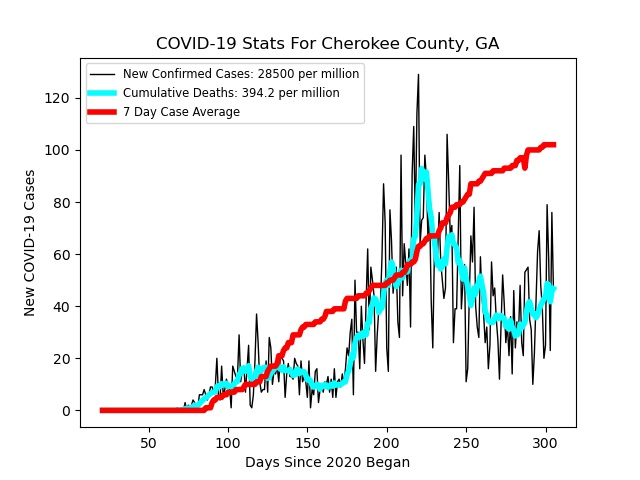 COVID-19 Stats For Cherokee County, GA
New Confirmed Cases: 28500 per million
Cumulative Deaths: 394.2 per million
7 Day Case Average
New COVID-19 Cases
120
100
80
60
40
20
0
50 100 150 200 250 300
Days Since 2020 Began